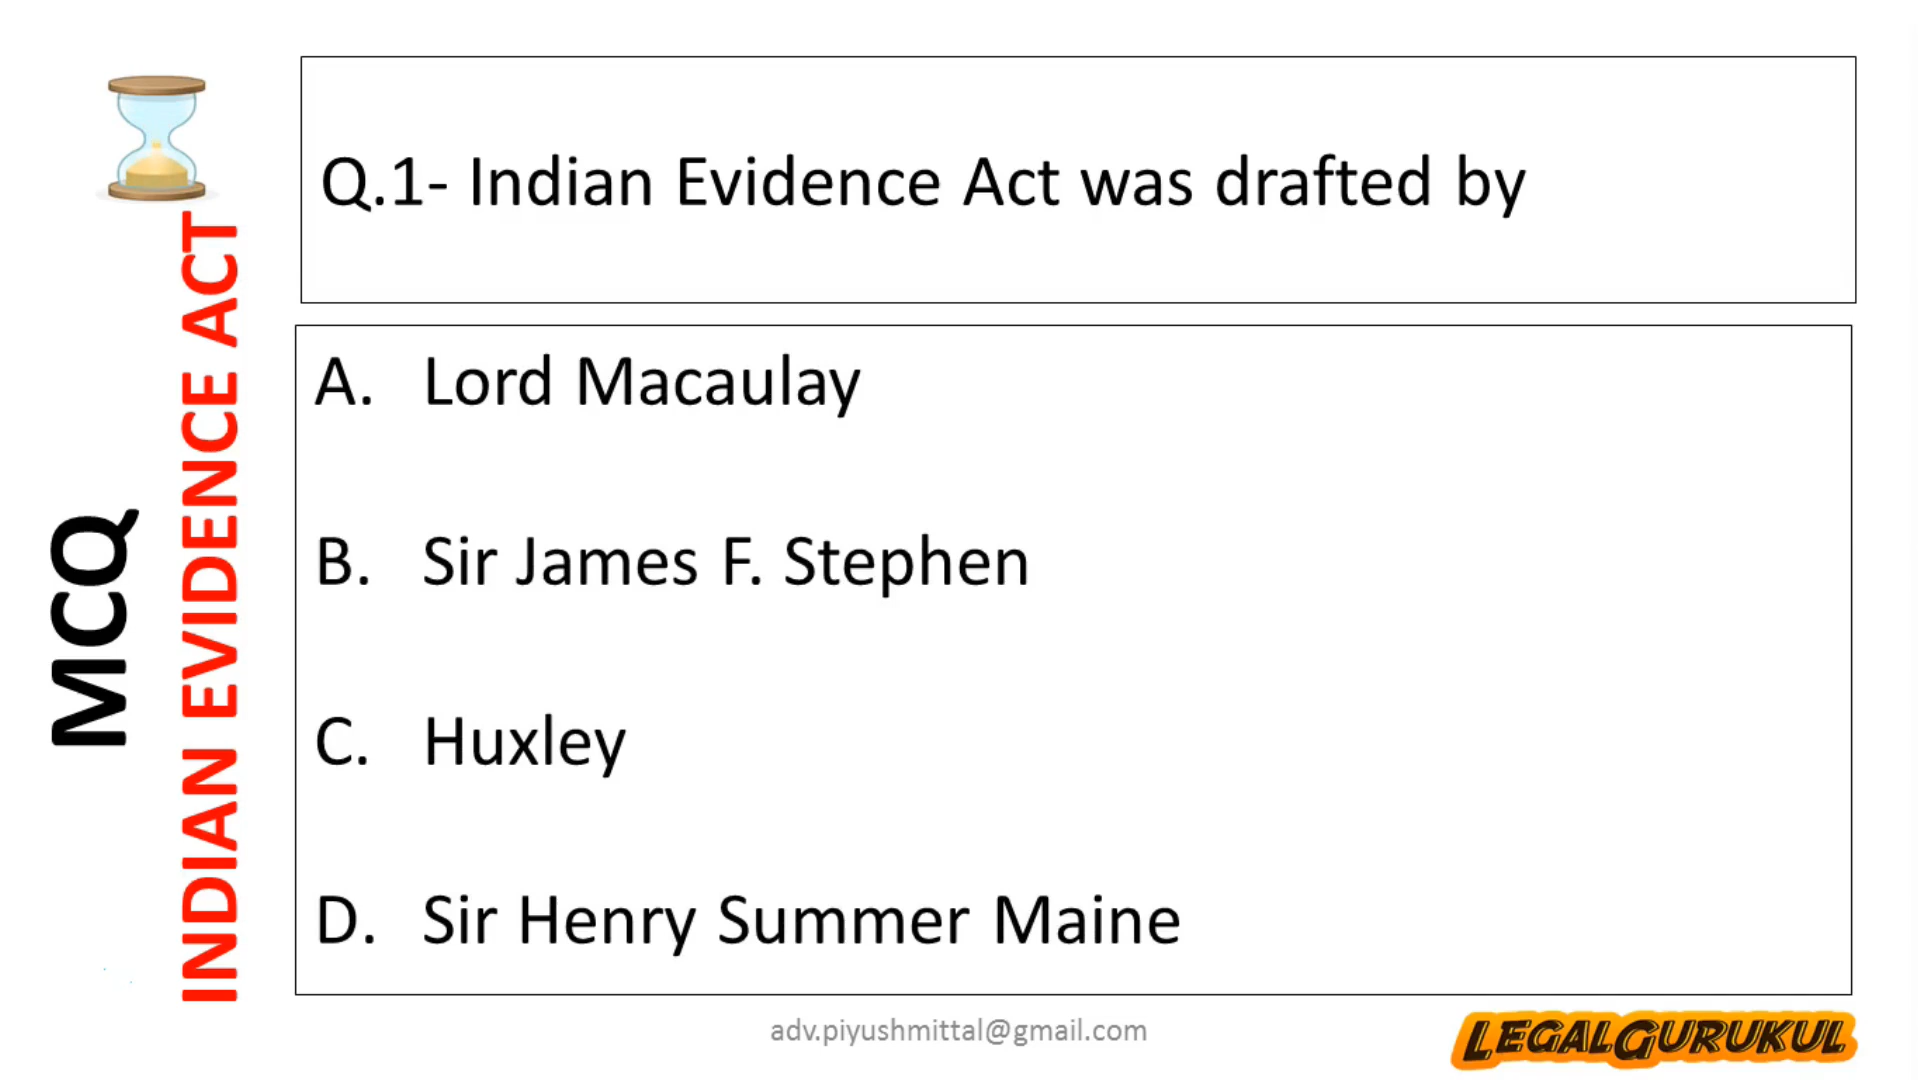 MCQ
INDIAN EVIDENCE ACT
Q.1- Indian Evidence Act was drafted by
A. Lord Macaulay
B. Sir James F. Stephen
C. Huxley
D. Sir Henry Summer Maine
adv.piyushmittal@gmail.com
LEGALGURUKUL